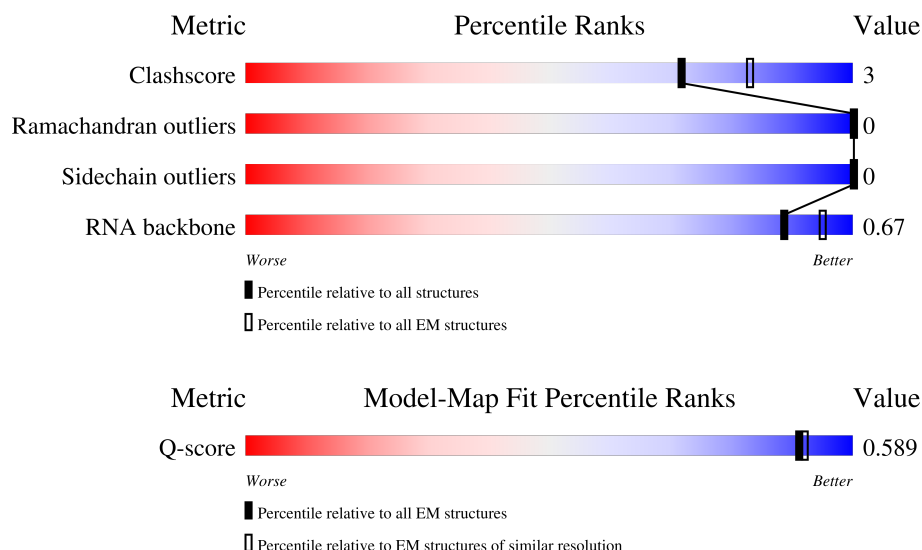 Metric Percentile Ranks Value
Clashscore 3
Ramachandran outliers 0
Sidechain outliers 0
RNA backbone 0.67
Worse Better
Percentile relative to all structures
Percentile relative to all EM structures
Metric Model-Map Fit Percentile Ranks Value
Q-score 0.589
Worse Better
Percentile relative to all EM structures
Percentile relative to EM structures of similar resolution